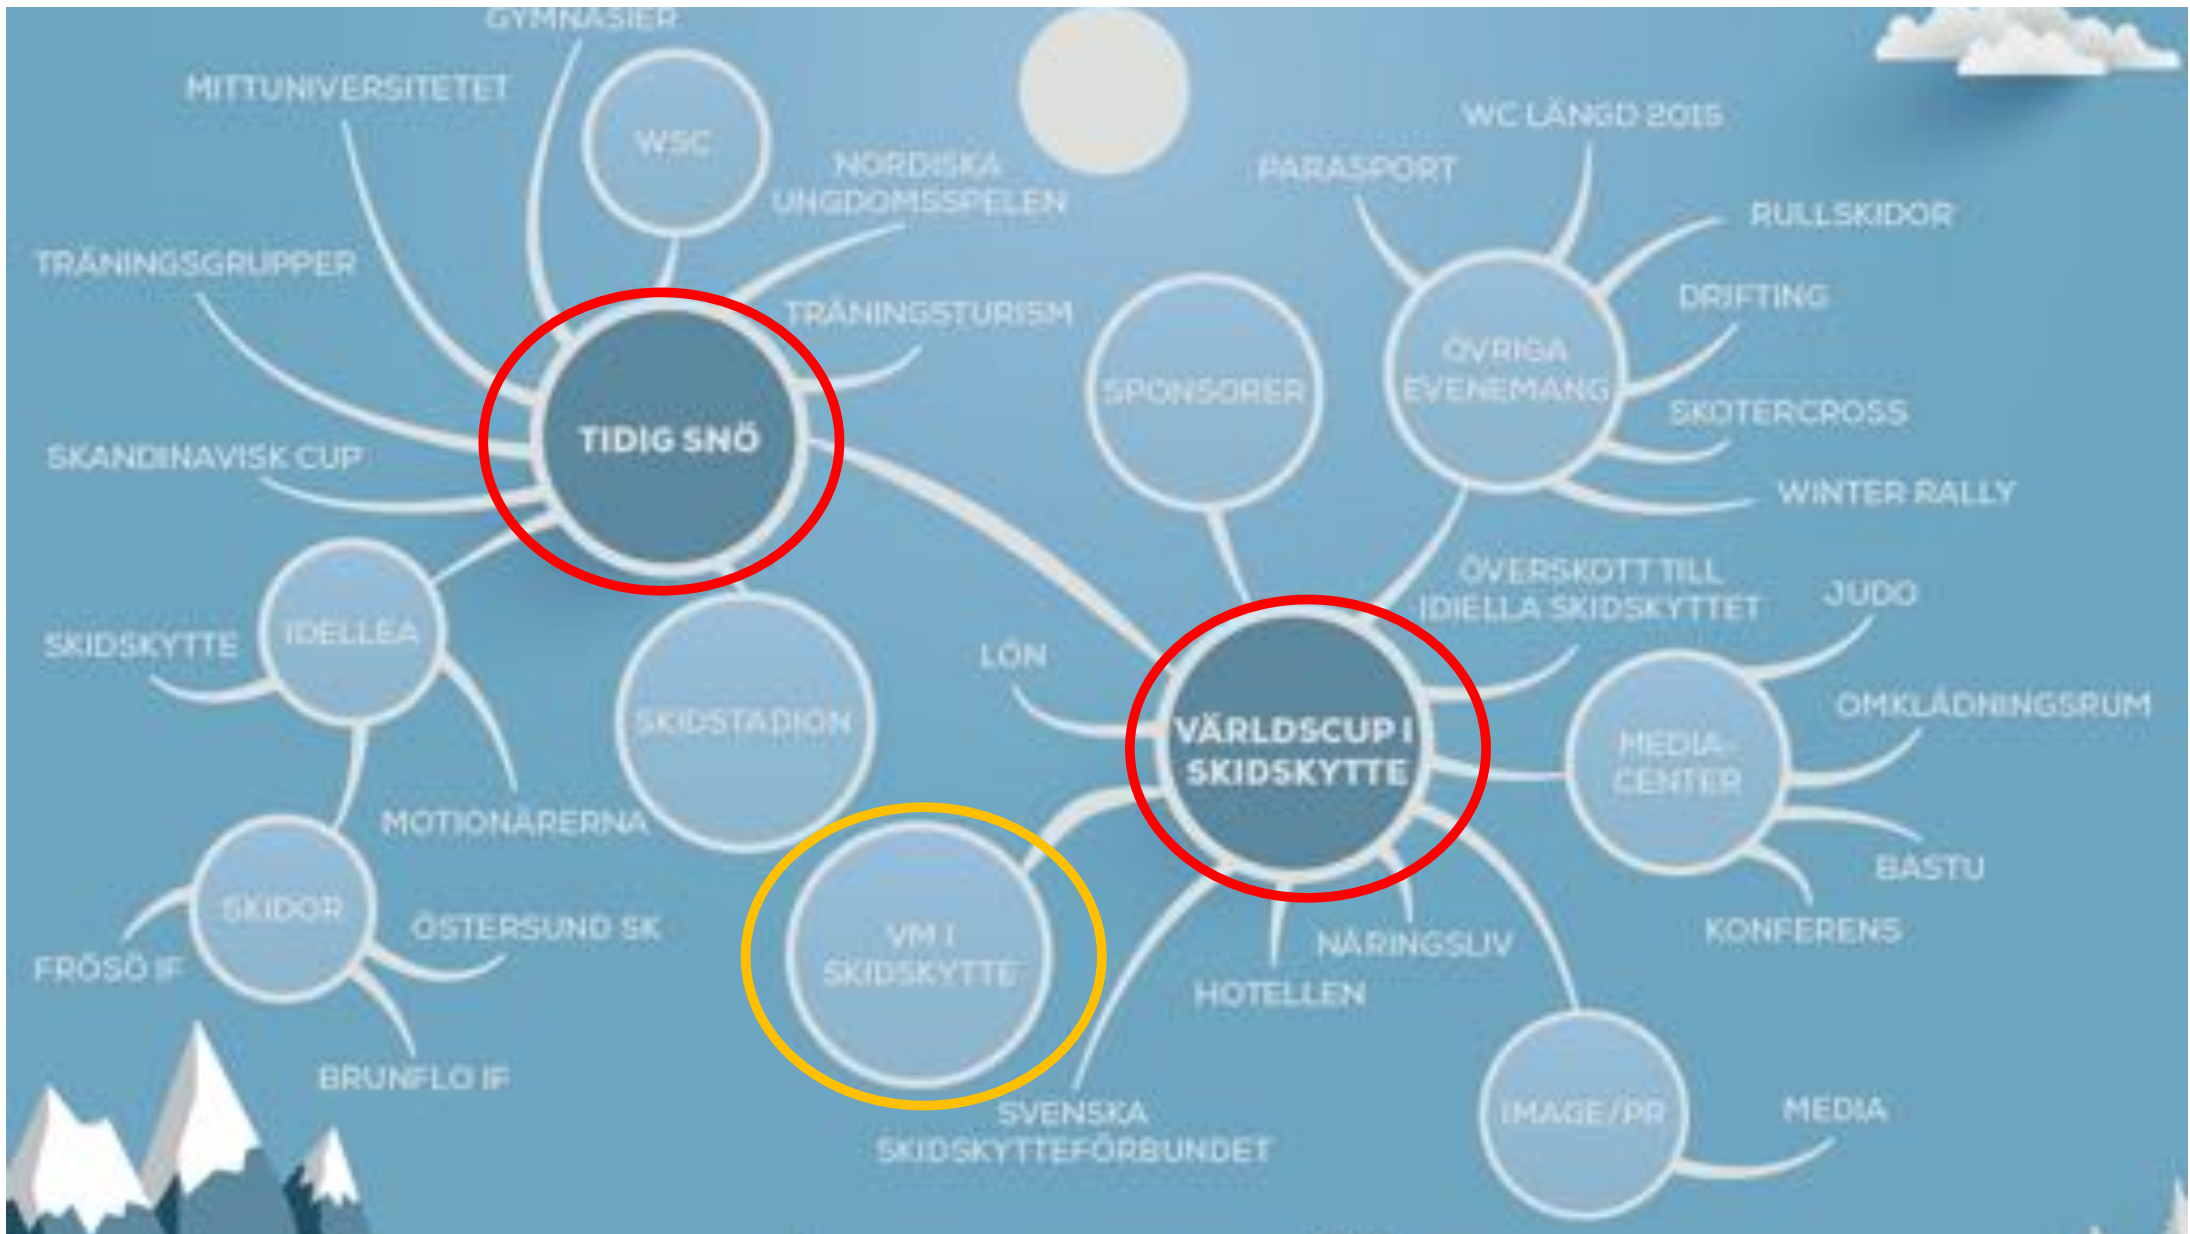 GYMNASIER
MITTUNIVERSITETET
WSC
NORDISKA
UNGDOMSSPELEN
TRÄNINGSGRUPPER
TRÄNINGSTURISM
TIDIG SNÖ
SKANDINAVISK CUP
IDELLEA
SKIDSKYTTE
MOTIONÄRERNA
SKIDOR
FRÖSÖ IF
ÖSTERSUND SK
BRUNFLO IF
SKIDSTADION
WC LÄNGD 2015
PARASPORT
RULLSKIDOR
DRIFTING
ÖVRIGA
EVENEMANG
SKOTERCROSS
WINTER RALLY
SPONSORER
ÖVERSKOTT TILL
IDIELLA SKIDSKYTTET
LÖN
VÄRLDSCUP I
SKIDSKYTTE
JUDO
OMKLÄDNINGSRUM
MEDIA-
CENTER
BASTU
KONFERENS
VM I
SKIDSKYTTE
NÄRINGSLIV
HOTELLEN
SVENSKA
SKIDSKYTTEFÖRBUNDET
IMAGE/PR
MEDIA